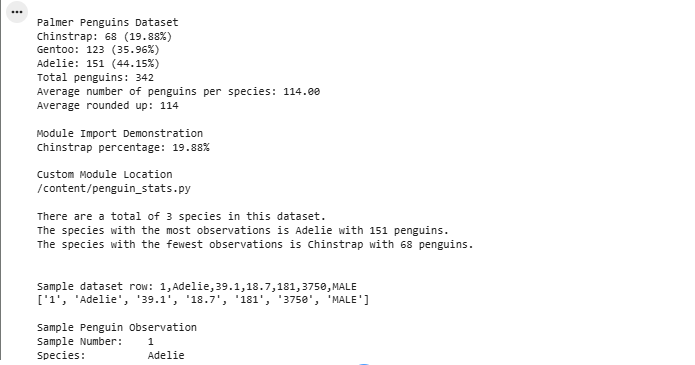 Palmer Penguins Dataset
Chinstrap: 68 (19.88%)
Gentoo: 123 (35.96%)
Adelie: 151 (44.15%)
Total penguins: 342
Average number of penguins per species: 114.00
Average rounded up: 114
Module Import Demonstration
Chinstrap percentage: 19.88%
Custom Module Location
/content/penguin_stats.py
There are a total of 3 species in this dataset.
The species with the most observations is Adelie with 151 penguins.
The species with the fewest observations is Chinstrap with 68 penguins.
Sample dataset row: 1,Adelie,39.1,18.7,181,3750,MALE
['1', 'Adelie', '39.1', '18.7', '181', '3750', 'MALE']
Sample Penguin Observation
Sample Number: 1
Species: Adelie